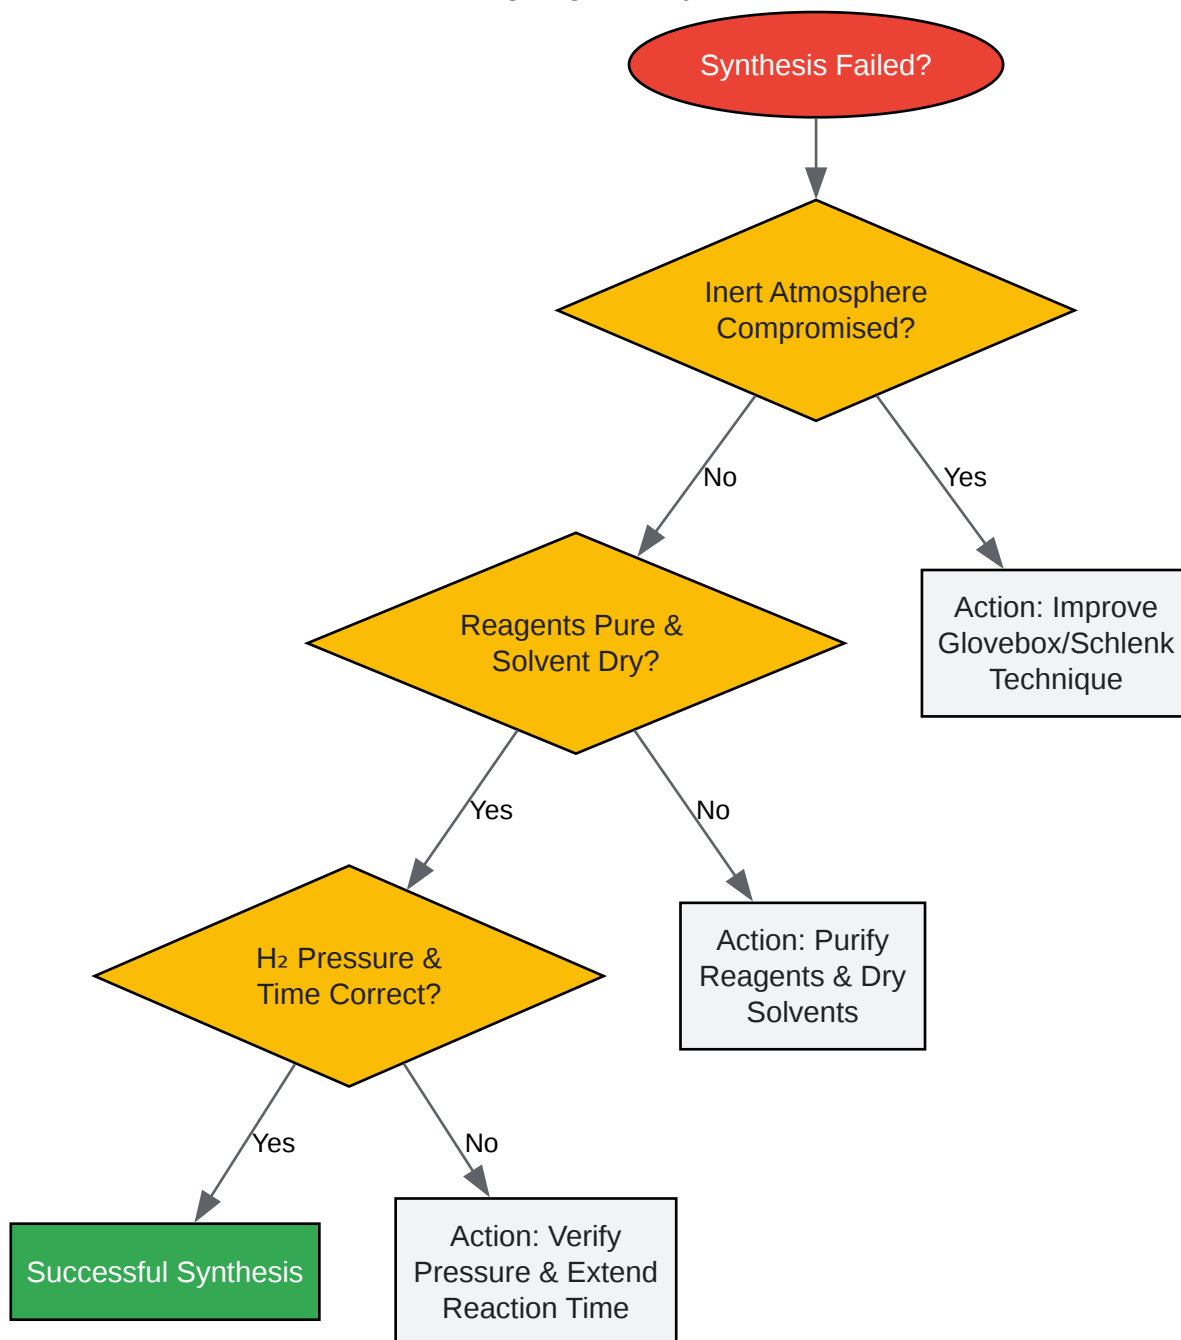 Synthesis Failed?
Inert Atmosphere
Compromised?
No
Yes
Reagents Pure &
Solvent Dry?
Action: Improve
Glovebox/Schlenk
Technique
Yes
No
H₂ Pressure &
Time Correct?
Action: Purify
Reagents & Dry
Solvents
Yes
No
Successful Synthesis
Action: Verify
Pressure & Extend
Reaction Time